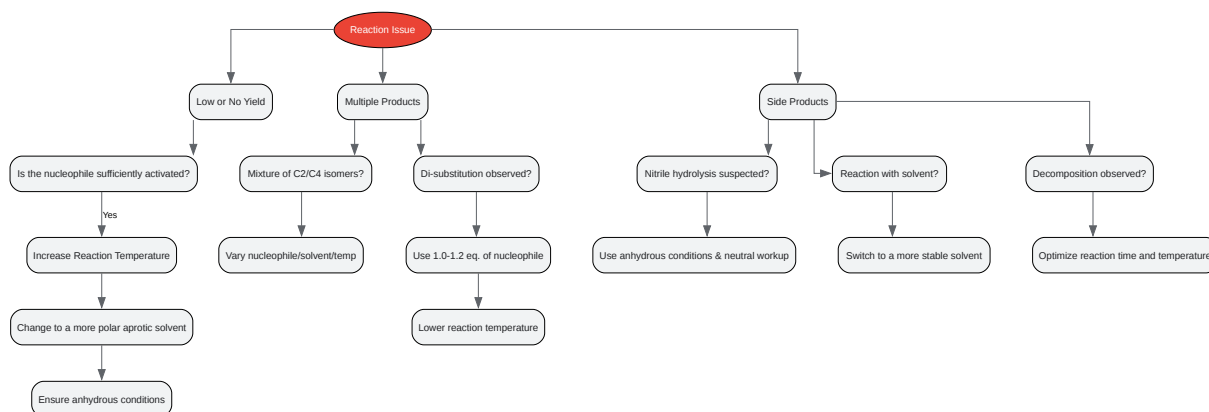 Reaction Issue
Low or No Yield
Multiple Products
Side Products
Is the nucleophile sufficiently activated?
Mixture of C2/C4 isomers?
Di-substitution observed?
Nitrile hydrolysis suspected?
Reaction with solvent?
Decomposition observed?
Yes
Increase Reaction Temperature
Vary nucleophile/solvent/temp
Use 1.0-1.2 eq. of nucleophile
Use anhydrous conditions & neutral workup
Switch to a more stable solvent
Optimize reaction time and temperature
Change to a more polar aprotic solvent
Lower reaction temperature
Ensure anhydrous conditions